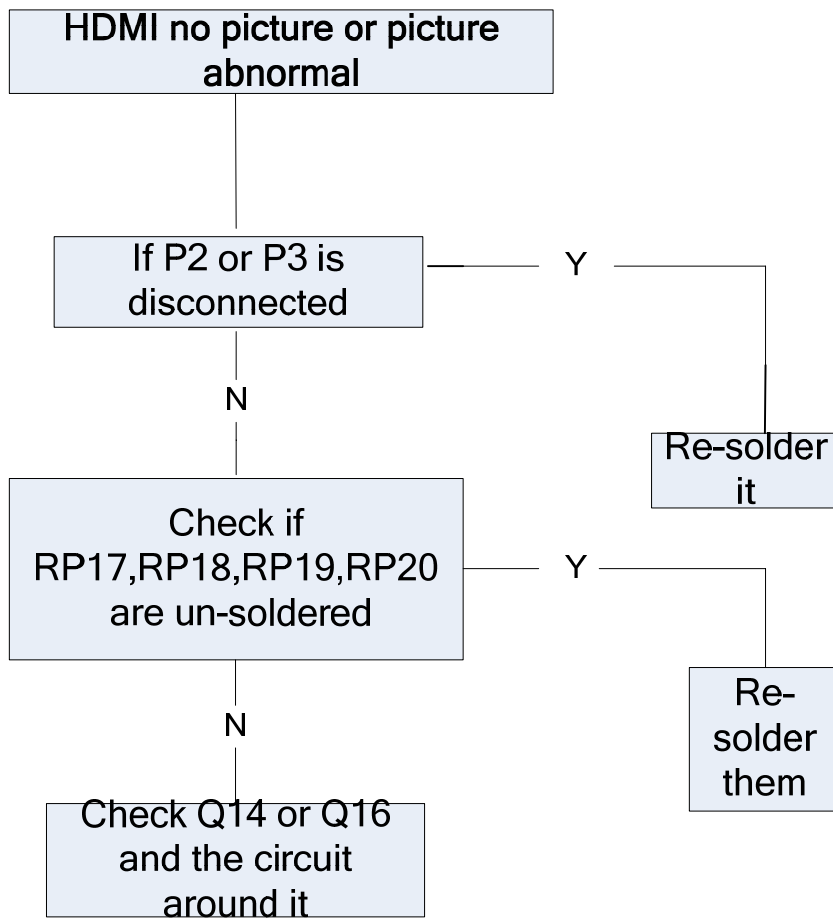 HDMI no picture or picture
abnormal
If P2 or P3 is
disconnected
Y
N
Re-solder
it
Check if
RP17,RP18,RP19,RP20
are un-soldered
Y
Re-
solder
them
N
Check Q14 or Q16
and the circuit
around it